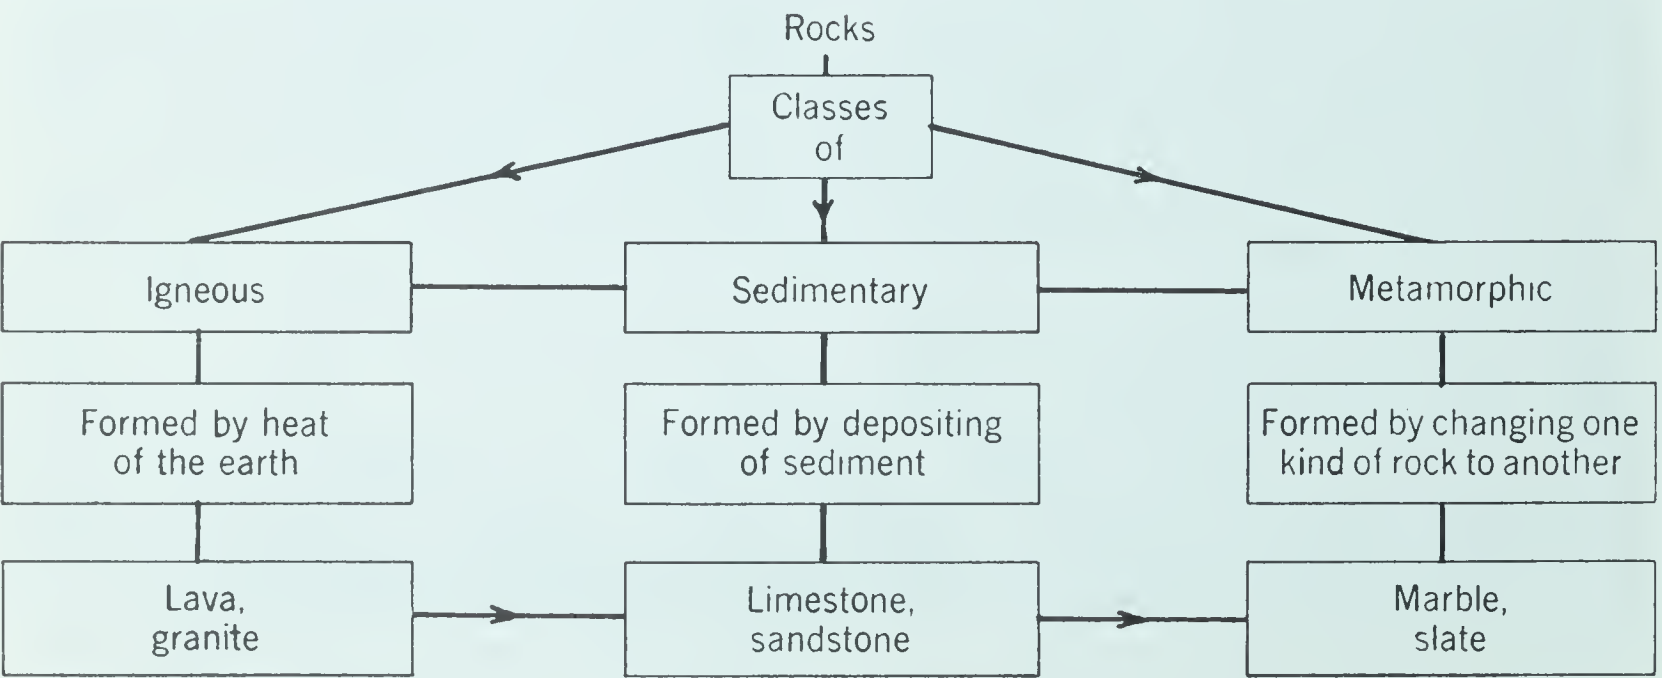 Rocks
Classes
of
Igneous
Sedimentary
Metamorphic
Formed by heat
of the earth
Formed by depositing
of sediment
Formed by changing one
kind of rock to another
Lava,
granite
Limestone,
sandstone
Marble,
slate